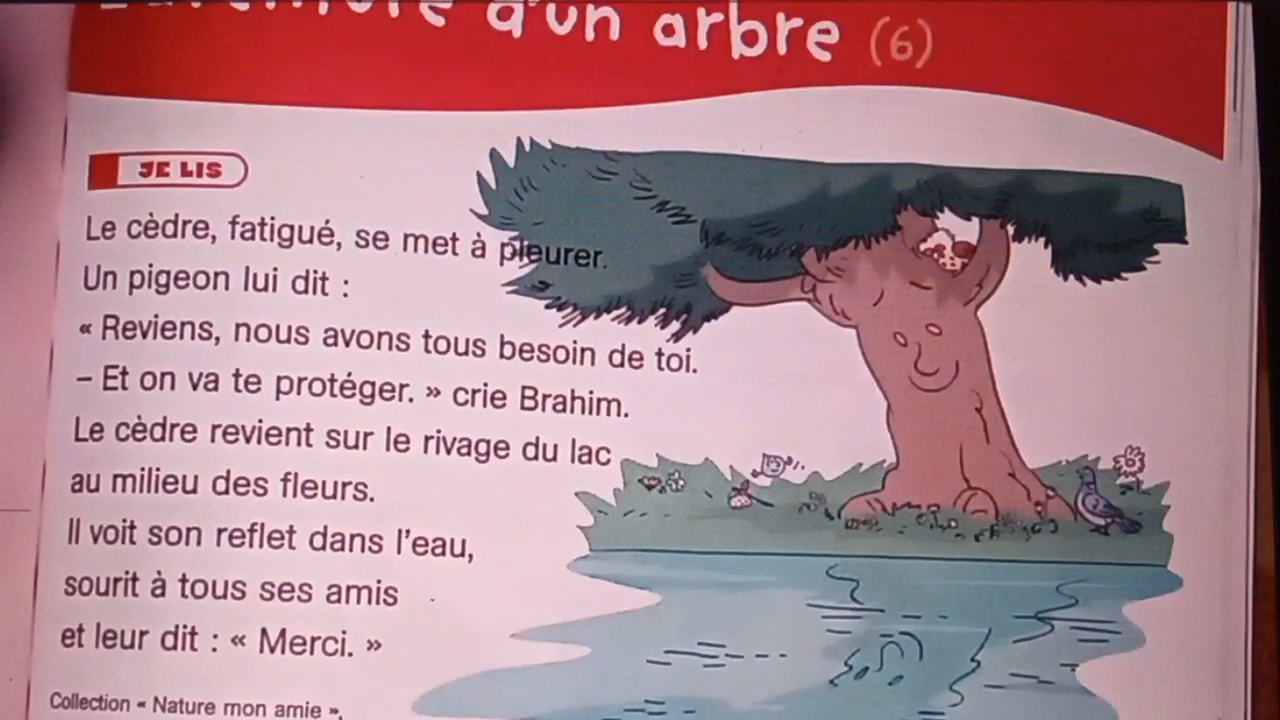 d'un arbre (6)
JE LIS
Le cèdre, fatigué, se met à pleurer.
Un pigeon lui dit :
« Reviens, nous avons tous besoin de toi.
– Et on va te protéger. » crie Brahim.
Le cèdre revient sur le rivage du lac
au milieu des fleurs.
Il voit son reflet dans l'eau,
sourit à tous ses amis
et leur dit : « Merci. »
Collection « Nature mon amie ».